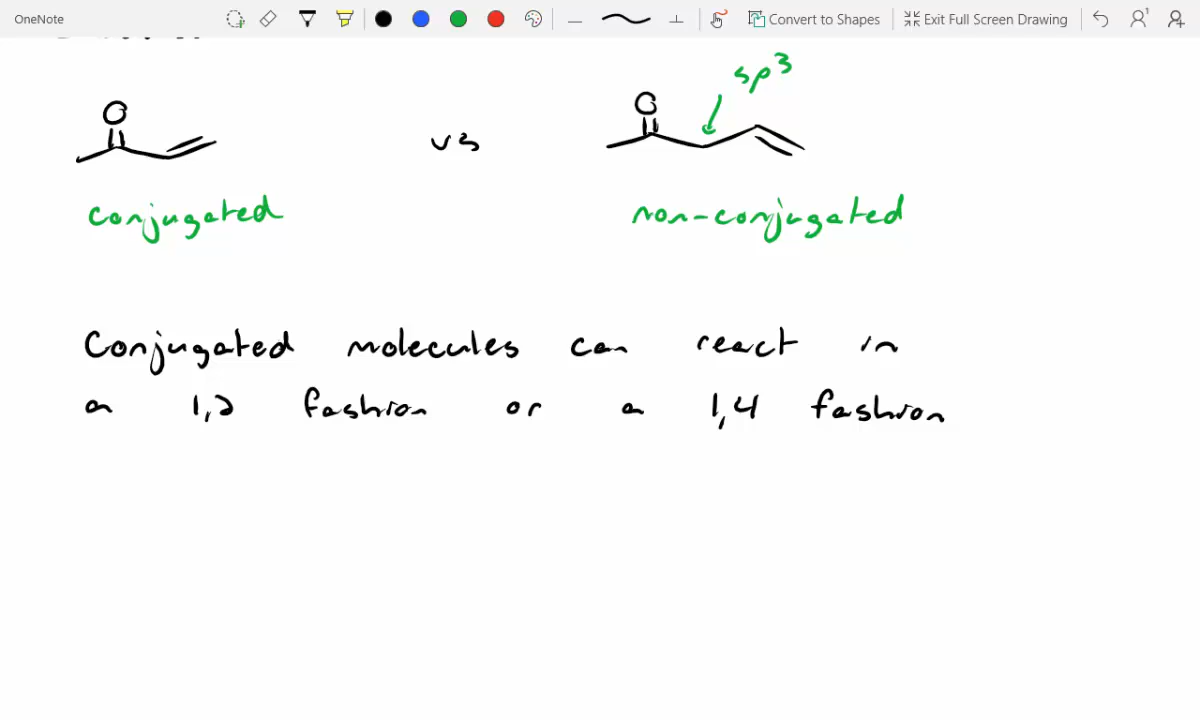 OneNote
Convert to Shapes
Exit Full Screen Drawing
1
sp3
O
O
vs
conjugated
non-conjugated
Conjugated molecules can react in
a 1,2 fashion or a 1,4 fashion